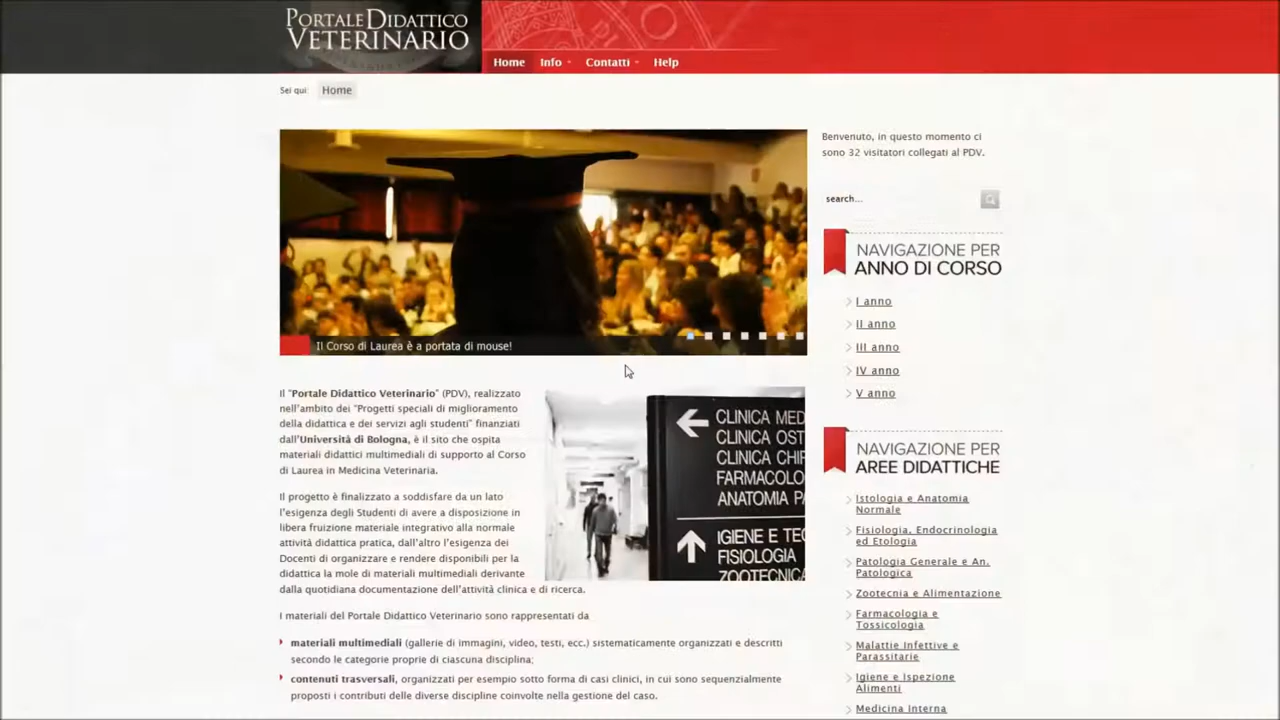 PORTALE DIDATTICO
VETERINARIO
Home Info Contatti Help
Sei qui: Home
Benvenuto, in questo momento ci
sono 32 visitatori collegati al PDV.
search...
Il Corso di Laurea è a portata di mouse!
Il "Portale Didattico Veterinario" (PDV), realizzato
nell'ambito dei "Progetti speciali di miglioramento
della didattica e dei servizi agli studenti" finanziati
dall'Università di Bologna, è il sito che ospita
materiali didattici multimediali di supporto al Corso
di Laurea in Medicina Veterinaria.
Il progetto è finalizzato a soddisfare da un lato
l'esigenza degli Studenti di avere a disposizione in
libera fruizione materiale integrativo alla normale
attività didattica pratica, dall'altro l'esigenza dei
Docenti di organizzare e rendere disponibili per la
didattica la mole di materiali multimediali derivante
dalla quotidiana documentazione dell'attività clinica e di ricerca.
I materiali del Portale Didattico Veterinario sono rappresentati da
materiali multimediali (gallerie di immagini, video, testi, ecc.) sistematicamente organizzati e descritti
secondo le categorie proprie di ciascuna disciplina;
contenuti trasversali, organizzati per esempio sotto forma di casi clinici, in cui sono sequenzialmente
proposti i contributi delle diverse discipline coinvolte nella gestione del caso.
CLINICA MED
CLINICA OST
CLINICA CHIR
FARMACOLO
ANATOMIA P
IGIENE E TEC
FISIOLOGIA
ZOOTECNICA
NAVIGAZIONE PER
ANNO DI CORSO
I anno
II anno
III anno
IV anno
V anno
NAVIGAZIONE PER
AREE DIDATTICHE
Istologia e Anatomia
Normale
Fisiologia, Endocrinologia
ed Etologia
Patologia Generale e An.
Patologica
Zootecnia e Alimentazione
Farmacologia e
Tossicologia
Malattie Infettive e
Parassitarie
Igiene e Ispezione
Alimenti
Medicina Interna